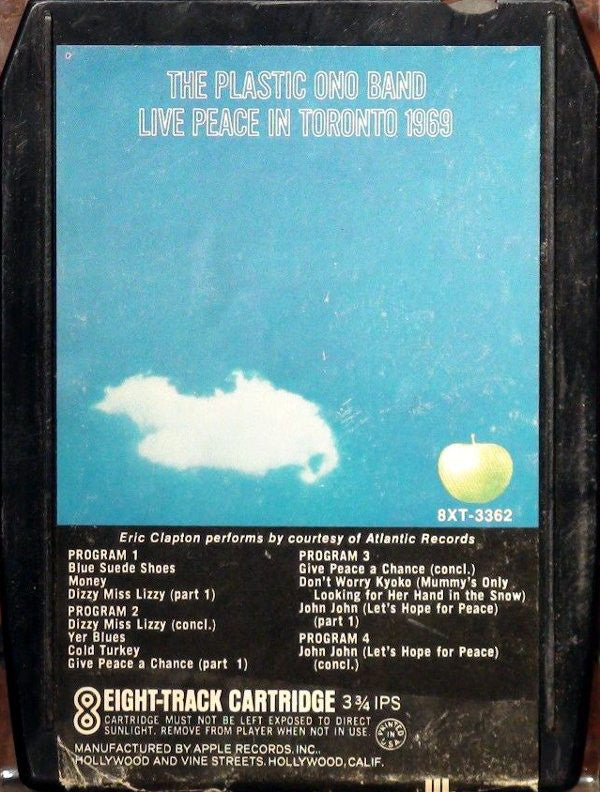 THE PLASTIC ONO BAND
LIVE PEACE IN TORONTO 1969
8XT-3362
Eric Clapton performs by courtesy of Atlantic Records
PROGRAM 1
Blue Suede Shoes
Money
Dizzy Miss Lizzy (part 1)
PROGRAM 2
Dizzy Miss Lizzy (concl.)
Yer Blues
Cold Turkey
Give Peace a Chance (part 1)
PROGRAM 3
Give Peace a Chance (concl.)
Don't Worry Kyoko (Mummy's Only
Looking for Her Hand in the Snow)
John John (Let's Hope for Peace)
(part 1)
PROGRAM 4
John John (Let's Hope for Peace)
(concl.)
8 EIGHT-TRACK CARTRIDGE 3 3/4 IPS
CARTRIDGE MUST NOT BE LEFT EXPOSED TO DIRECT
SUNLIGHT. REMOVE FROM PLAYER WHEN NOT IN USE.
PRINTED IN U.S.A.
MANUFACTURED BY APPLE RECORDS, INC.,
HOLLYWOOD AND VINE STREETS, HOLLYWOOD, CALIF.